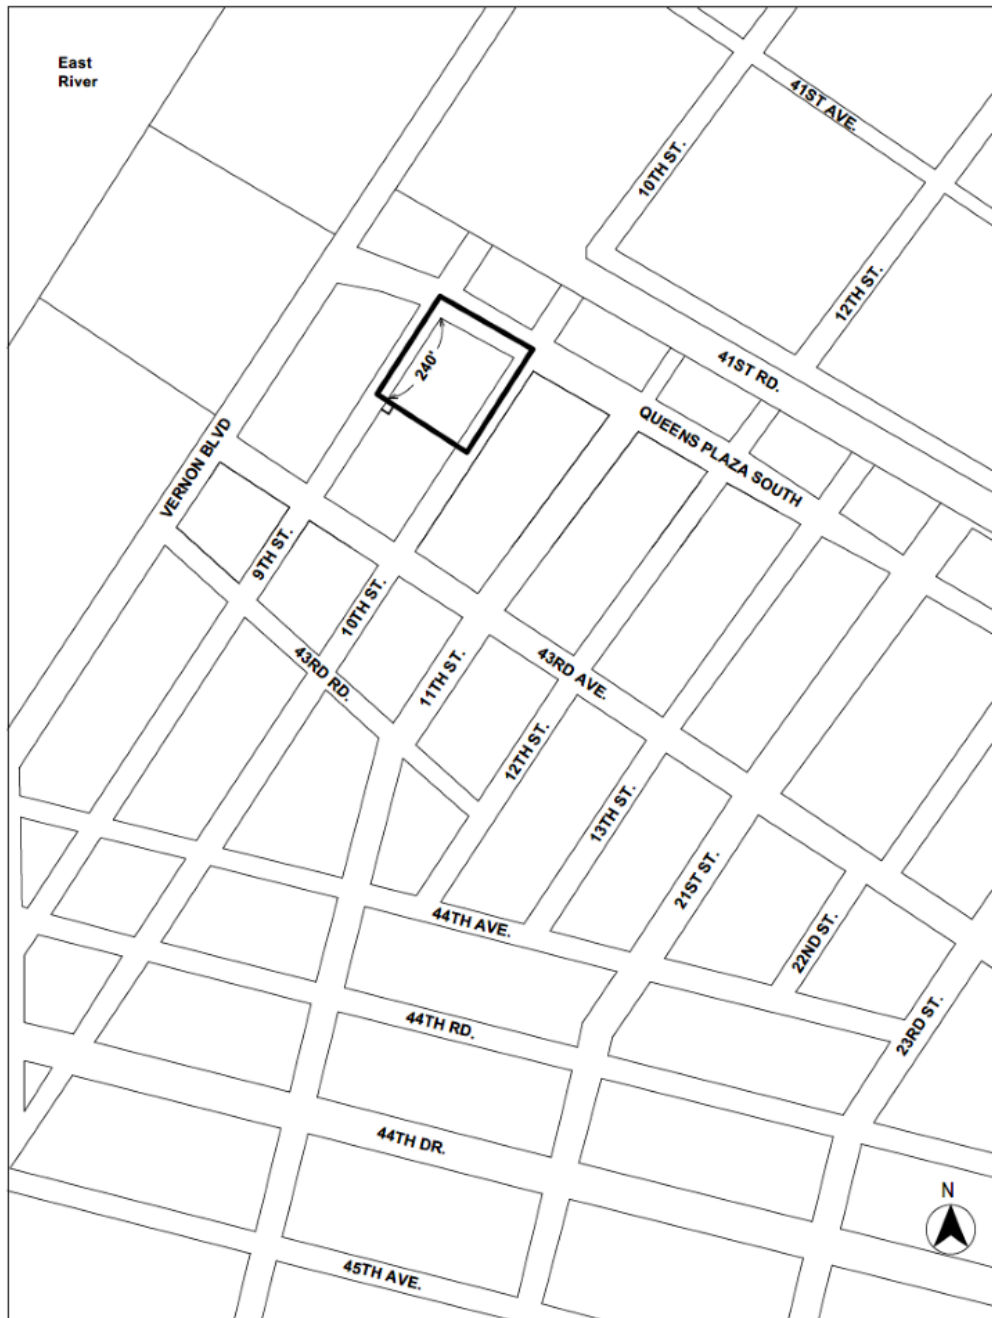 East
River
41ST AVE.
10TH ST.
12TH ST.
240'
41ST RD.
QUEENS PLAZA SOUTH
VERNON BLVD
9TH ST.
10TH ST.
43RD RD.
11TH ST.
43RD AVE.
12TH ST.
13TH ST.
21ST ST.
44TH AVE.
22ND ST.
44TH RD.
23RD ST.
44TH DR.
N
45TH AVE.